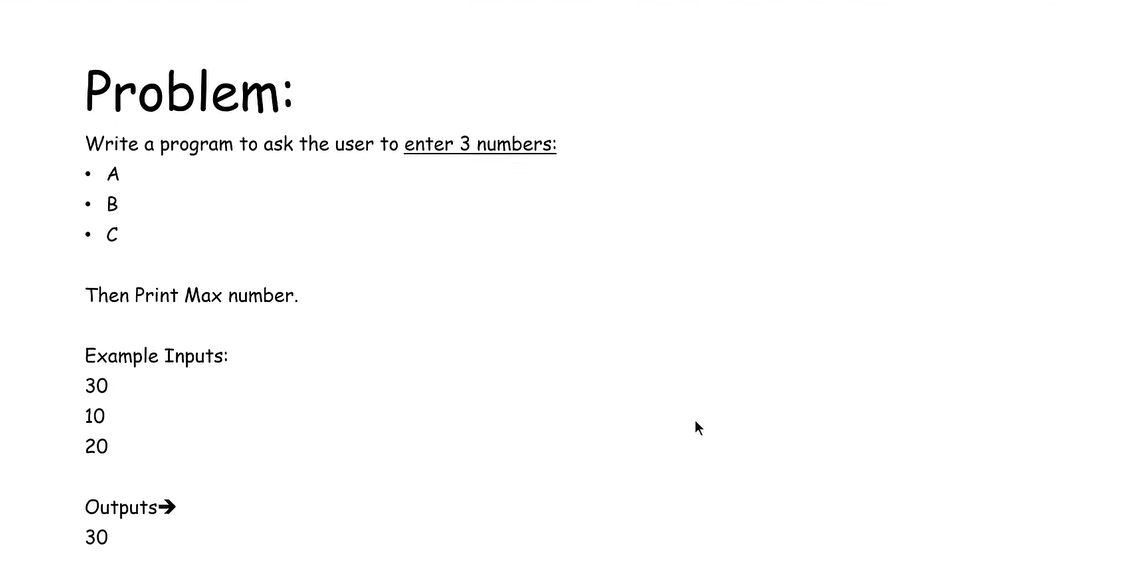 Problem:
Write a program to ask the user to enter 3 numbers:
• A
• B
• C
Then Print Max number.
Example Inputs:
30
10
20
Outputs➔
30